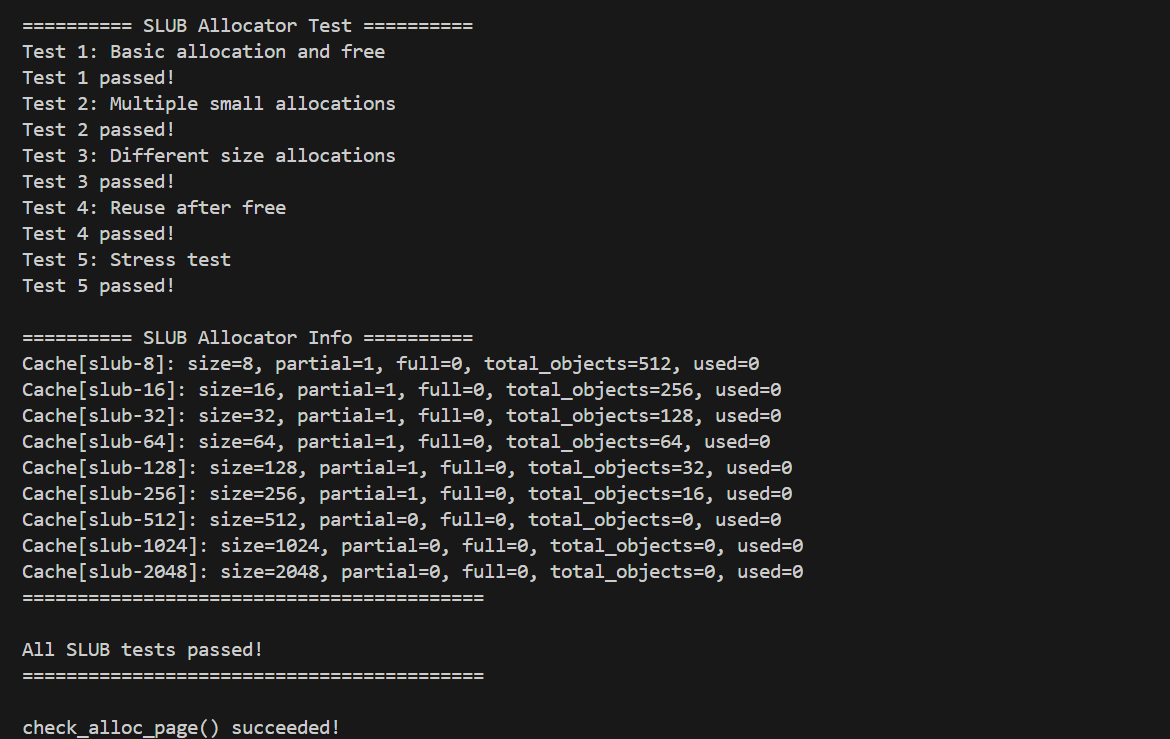 ========== SLUB Allocator Test ==========
Test 1: Basic allocation and free
Test 1 passed!
Test 2: Multiple small allocations
Test 2 passed!
Test 3: Different size allocations
Test 3 passed!
Test 4: Reuse after free
Test 4 passed!
Test 5: Stress test
Test 5 passed!
========== SLUB Allocator Info ==========
Cache[slub-8]: size=8, partial=1, full=0, total_objects=512, used=0
Cache[slub-16]: size=16, partial=1, full=0, total_objects=256, used=0
Cache[slub-32]: size=32, partial=1, full=0, total_objects=128, used=0
Cache[slub-64]: size=64, partial=1, full=0, total_objects=64, used=0
Cache[slub-128]: size=128, partial=1, full=0, total_objects=32, used=0
Cache[slub-256]: size=256, partial=1, full=0, total_objects=16, used=0
Cache[slub-512]: size=512, partial=0, full=0, total_objects=0, used=0
Cache[slub-1024]: size=1024, partial=0, full=0, total_objects=0, used=0
Cache[slub-2048]: size=2048, partial=0, full=0, total_objects=0, used=0
==========================================
All SLUB tests passed!
==========================================
check_alloc_page() succeeded!